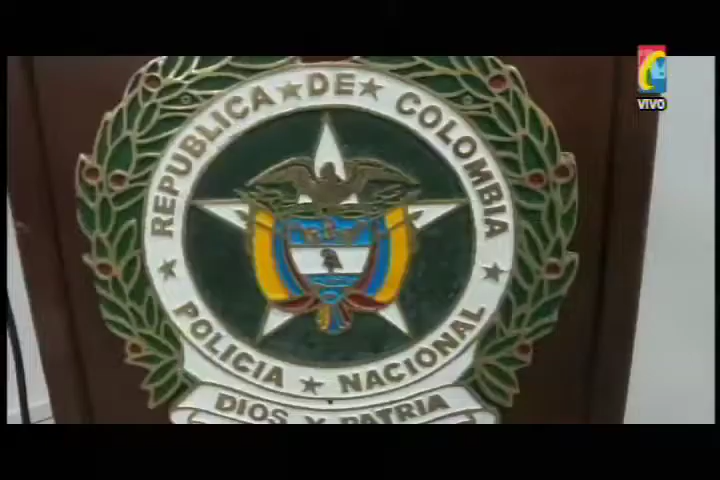 REPUBLICA ★ DE ★ COLOMBIA
★ POLICIA ★ NACIONAL ★
DIOS Y PATRIA
VIVO